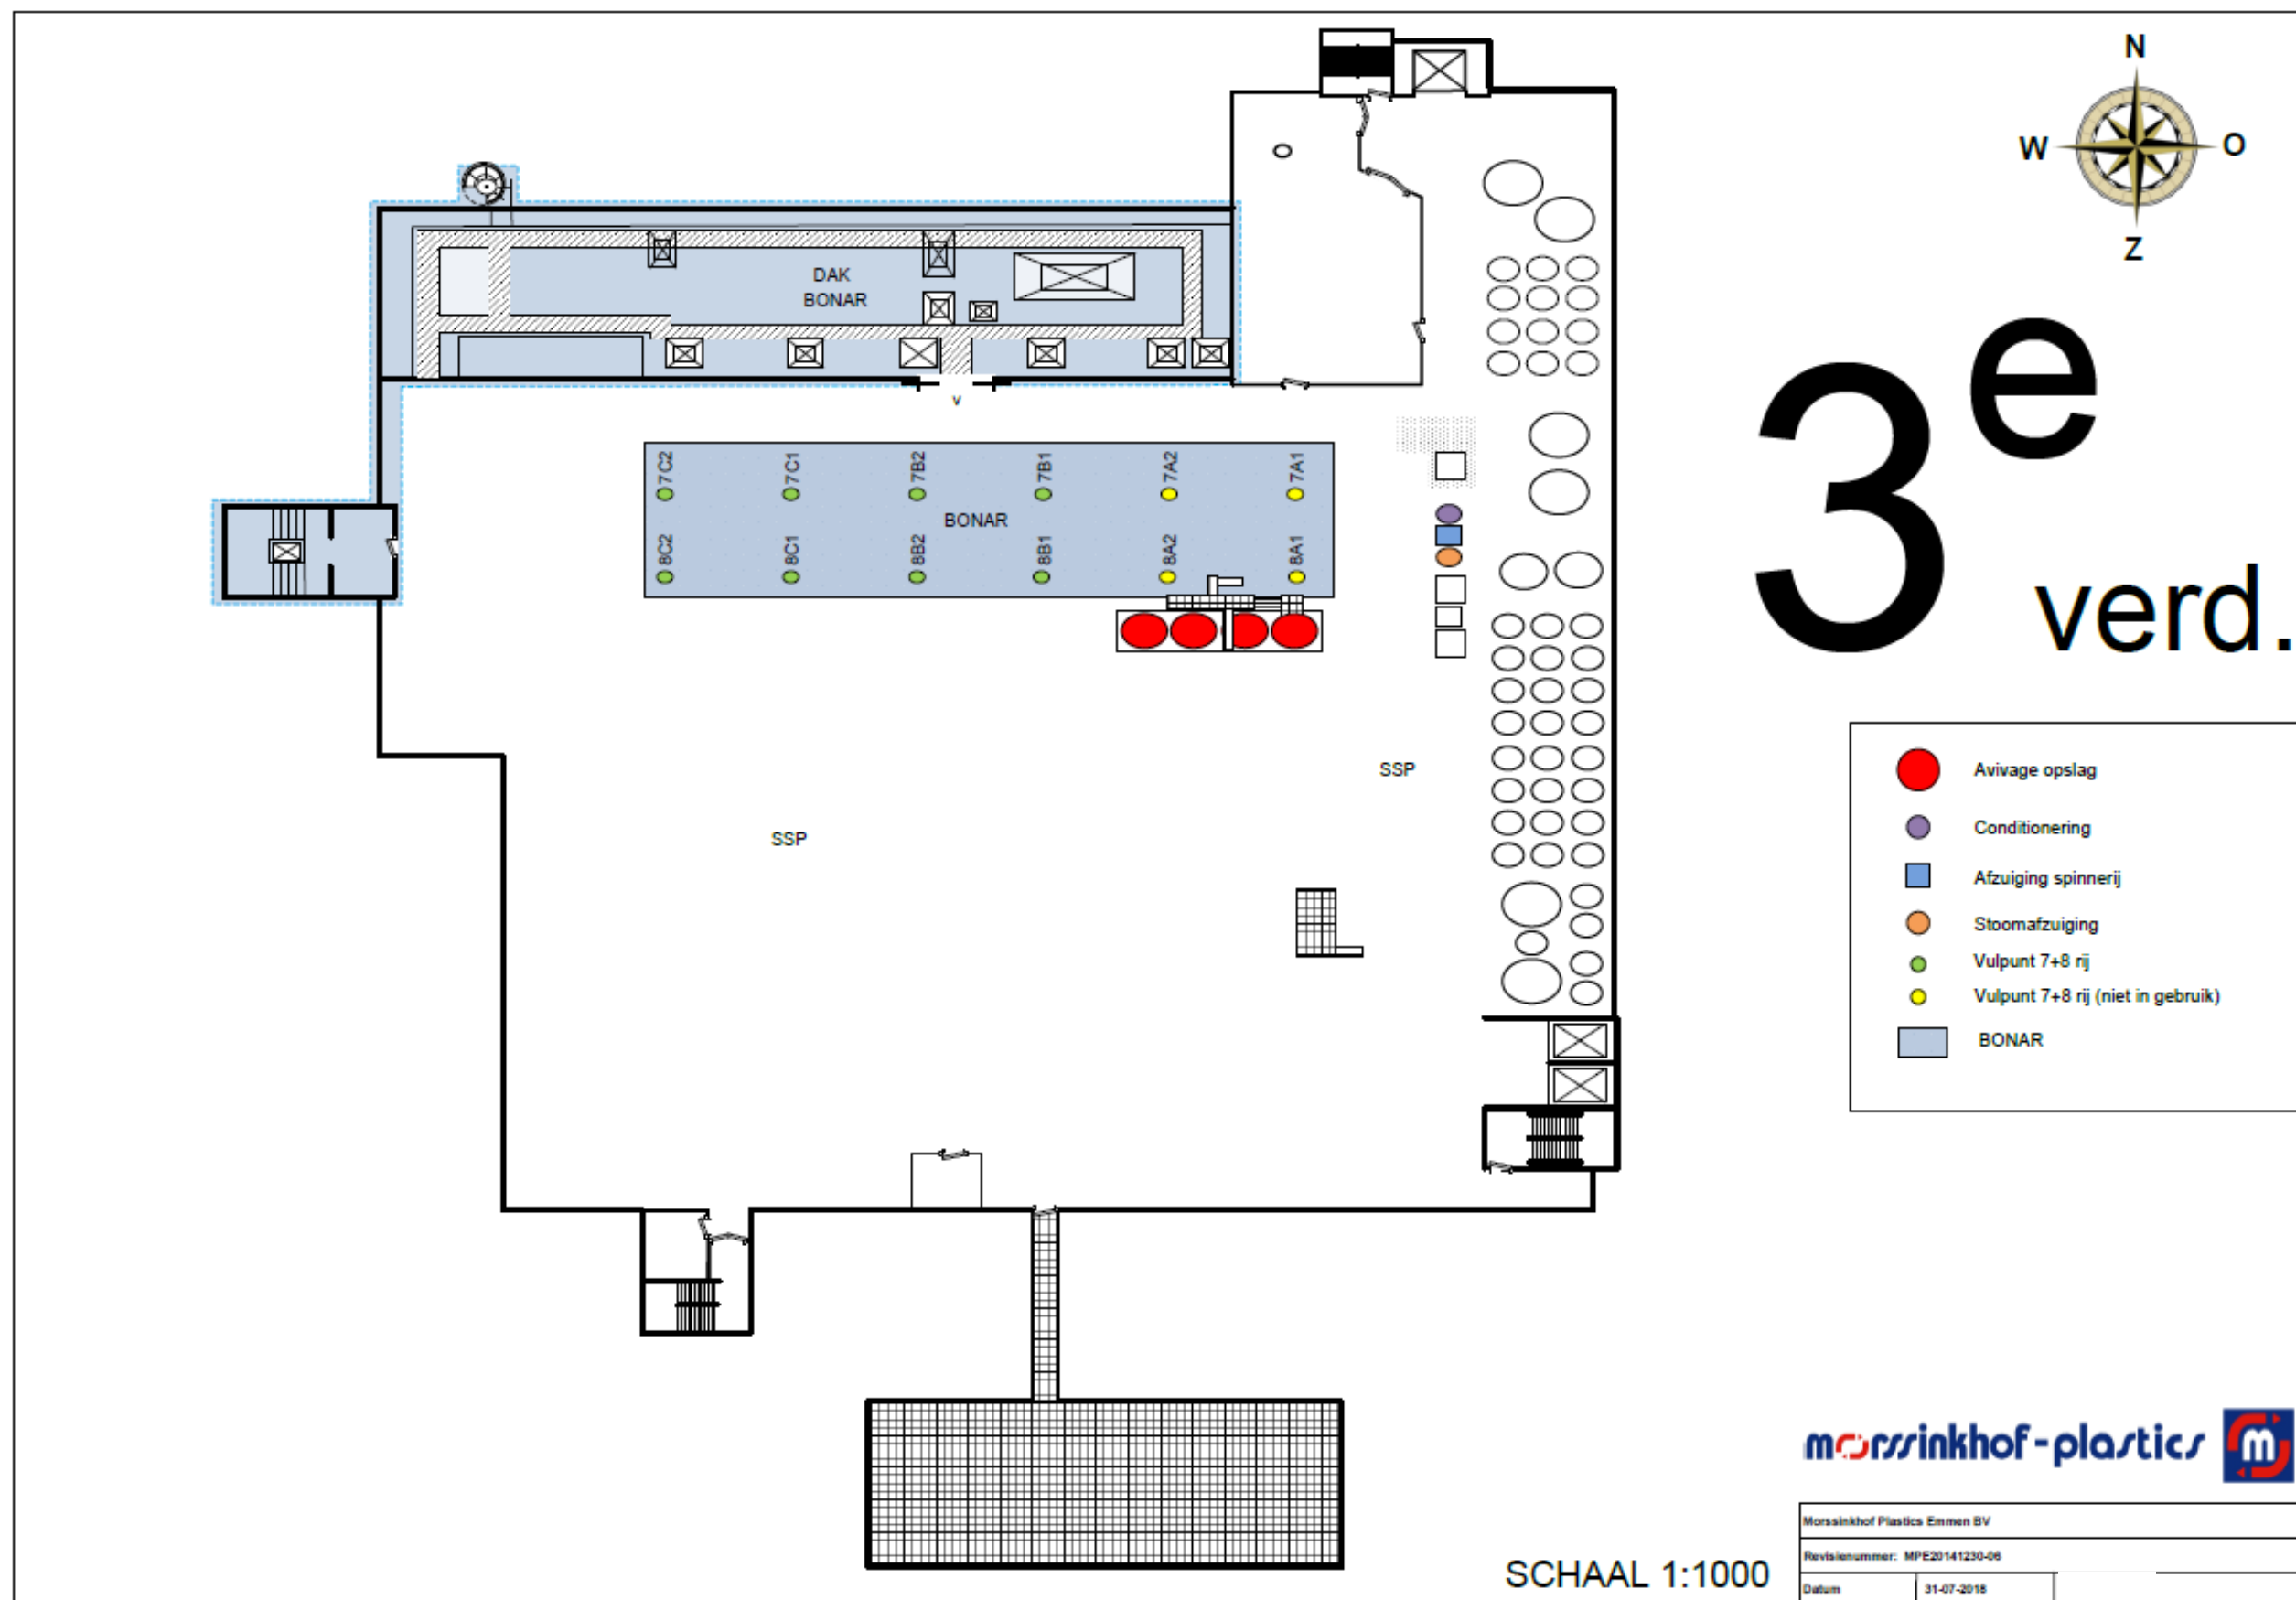 N
W
O
Z
DAK
BONAR
v
7C2
7C1
7B2
7B1
7A2
7A1
BONAR
8C2
8C1
8B2
8B1
8A2
8A1
3e
verd.
SSP
SSP
Avivage opslag
Conditionering
Afzuiging spinnerij
Stoomafzuiging
Vulpunt 7+8 rij
Vulpunt 7+8 rij (niet in gebruik)
BONAR
morssinkhof-plastics m
SCHAAL 1:1000
Morssinkhof Plastics Emmen BV
Revisienummer: MPE20141230-06
Datum 31-07-2018